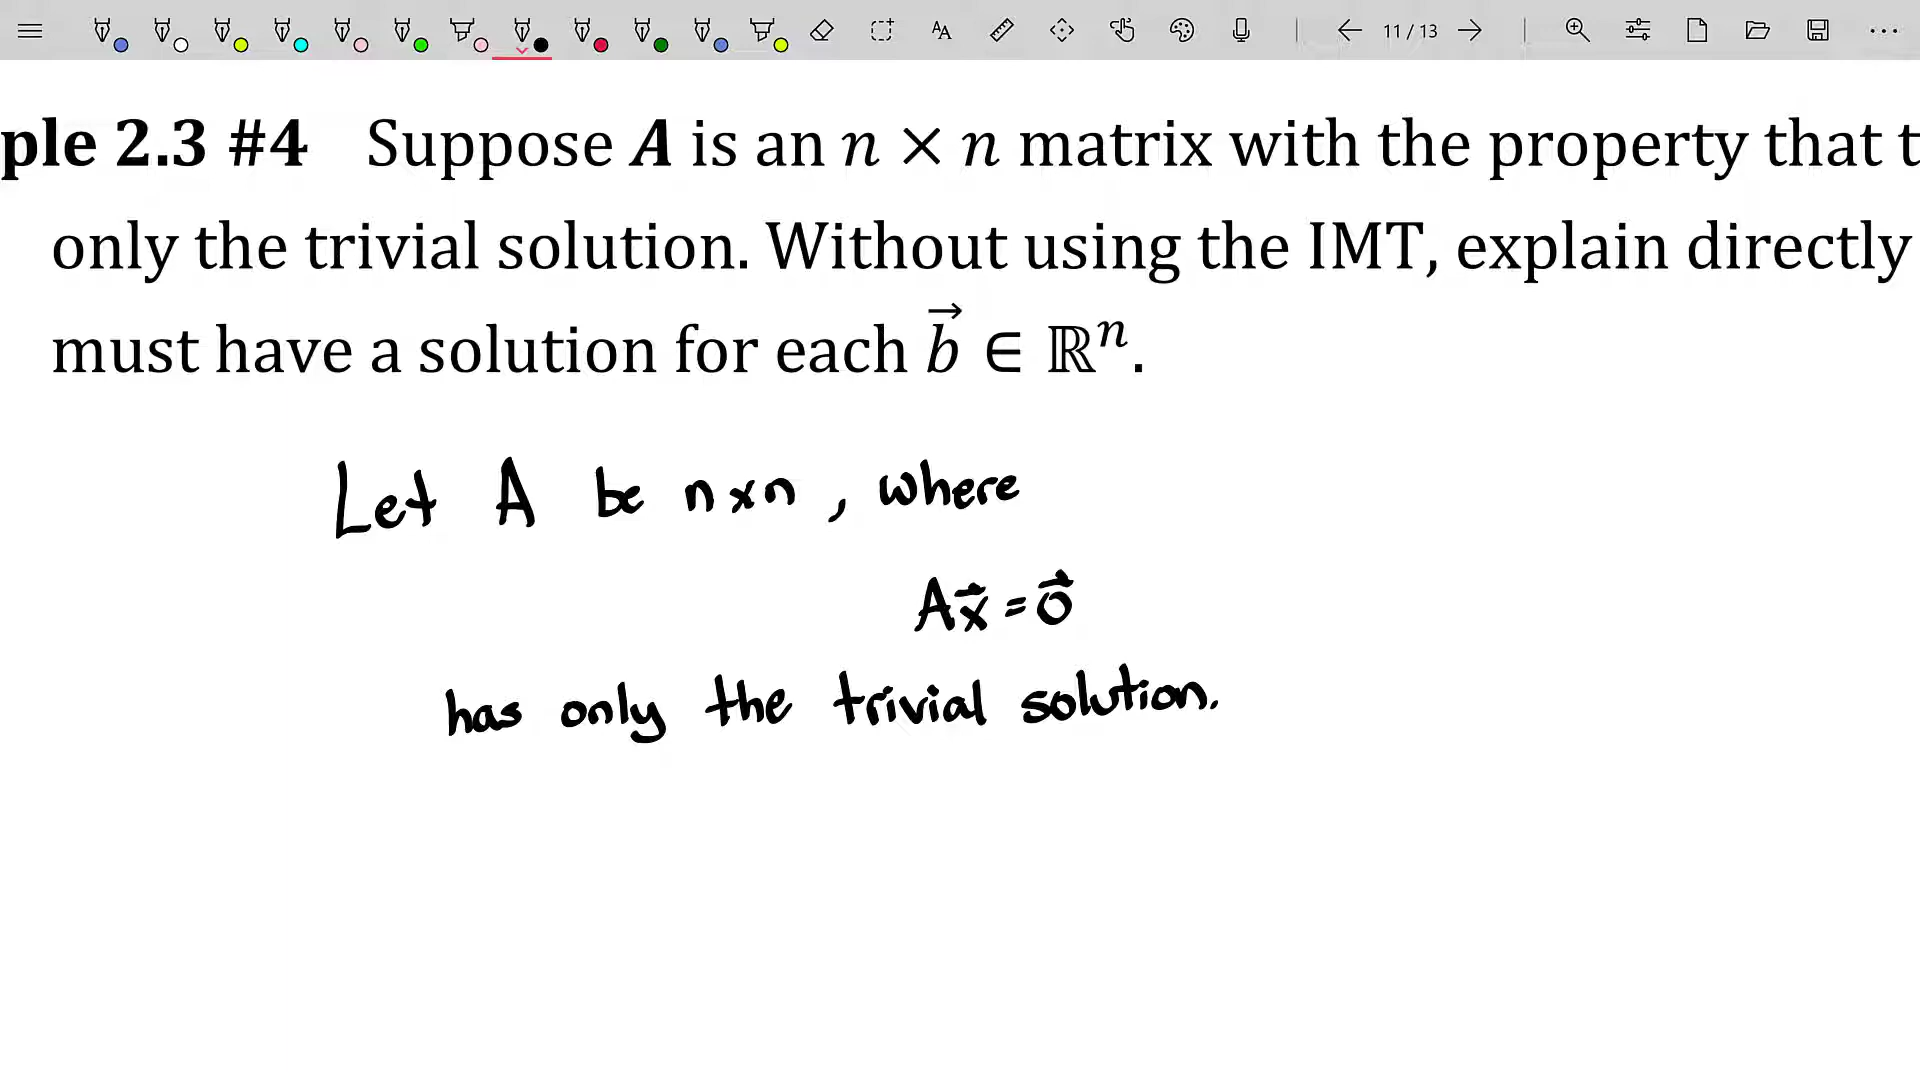 11 / 13
ple 2.3 #4 Suppose A is an n × n matrix with the property that t
only the trivial solution. Without using the IMT, explain directly
must have a solution for each b⃗ ∈ ℝⁿ.
Let A be n×n, where
Ax⃗ = 0⃗
has only the trivial solution.